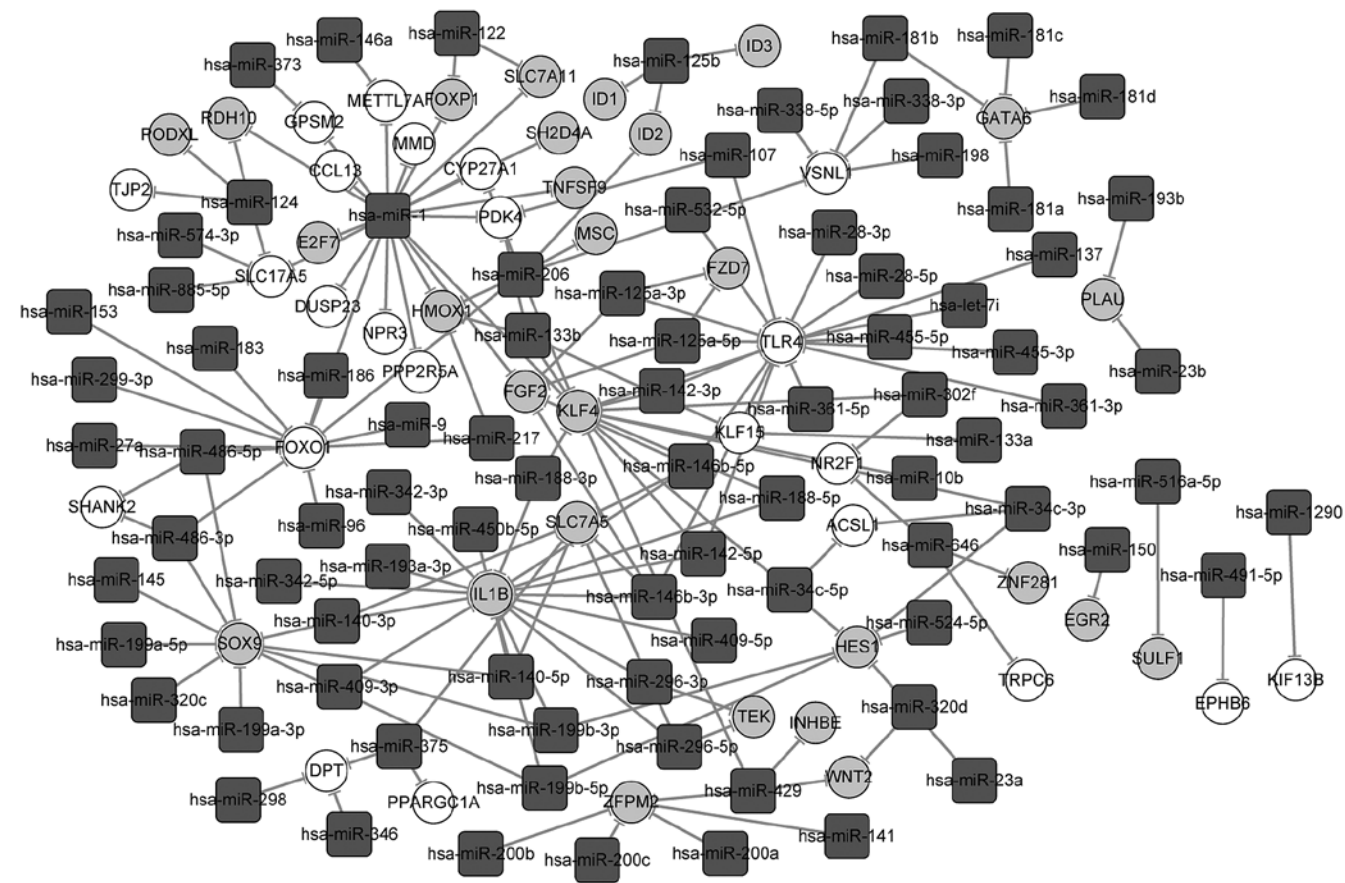 hsa-miR-122
hsa-miR-146a
hsa-miR-373
hsa-miR-125b
ID3
hsa-miR-181b
hsa-miR-181c
SLC7A11
METTL7A
FOXP1
ID1
hsa-miR-338-5p
hsa-miR-338-3p
hsa-miR-181d
PODXL
RDH10
GPSM2
MMD
SH2D4A
ID2
GATA6
hsa-miR-107
hsa-miR-198
CCL13
CYP27A1
VSNL1
TJP2
hsa-miR-124
TNFSF9
hsa-miR-1
PDK4
hsa-miR-532-5p
hsa-miR-181a
hsa-miR-193b
hsa-miR-574-3p
E2F7
MSC
hsa-miR-28-3p
hsa-miR-137
SLC17A5
hsa-miR-206
FZD7
hsa-miR-28-5p
hsa-miR-885-5p
hsa-miR-125a-3p
PLAU
DUSP23
HMOX1
hsa-let-7i
hsa-miR-153
NPR3
hsa-miR-133b
hsa-miR-125a-5p
TLR4
hsa-miR-455-5p
hsa-miR-455-3p
hsa-miR-183
hsa-miR-186
PPP2R5A
hsa-miR-23b
hsa-miR-299-3p
FGF2
hsa-miR-142-3p
hsa-miR-302f
hsa-miR-361-5p
hsa-miR-361-3p
KLF4
hsa-miR-9
KLF15
hsa-miR-133a
hsa-miR-27a
hsa-miR-486-5p
FOXO1
hsa-miR-217
NR2F1
hsa-miR-188-3p
hsa-miR-146b-5p
hsa-miR-10b
hsa-miR-342-3p
hsa-miR-188-5p
hsa-miR-516a-5p
SHANK2
hsa-miR-96
hsa-miR-450b-5p
SLC7A5
ACSL1
hsa-miR-34c-3p
hsa-miR-1290
hsa-miR-486-3p
hsa-miR-142-5p
hsa-miR-646
hsa-miR-150
hsa-miR-145
hsa-miR-193a-3p
hsa-miR-342-5p
IL1B
hsa-miR-146b-3p
hsa-miR-34c-5p
ZNF281
hsa-miR-491-5p
hsa-miR-140-3p
EGR2
hsa-miR-199a-5p
SOX9
hsa-miR-409-5p
HES1
hsa-miR-524-5p
SULF1
hsa-miR-320c
hsa-miR-409-3p
hsa-miR-140-5p
hsa-miR-296-3p
TRPC6
KIF13B
EPHB6
hsa-miR-199a-3p
hsa-miR-199b-3p
TEK
INHBE
hsa-miR-320d
hsa-miR-375
hsa-miR-296-5p
DPT
hsa-miR-298
PPARGC1A
hsa-miR-199b-5p
hsa-miR-429
WNT2
hsa-miR-23a
ZFPM2
hsa-miR-346
hsa-miR-141
hsa-miR-200b
hsa-miR-200c
hsa-miR-200a